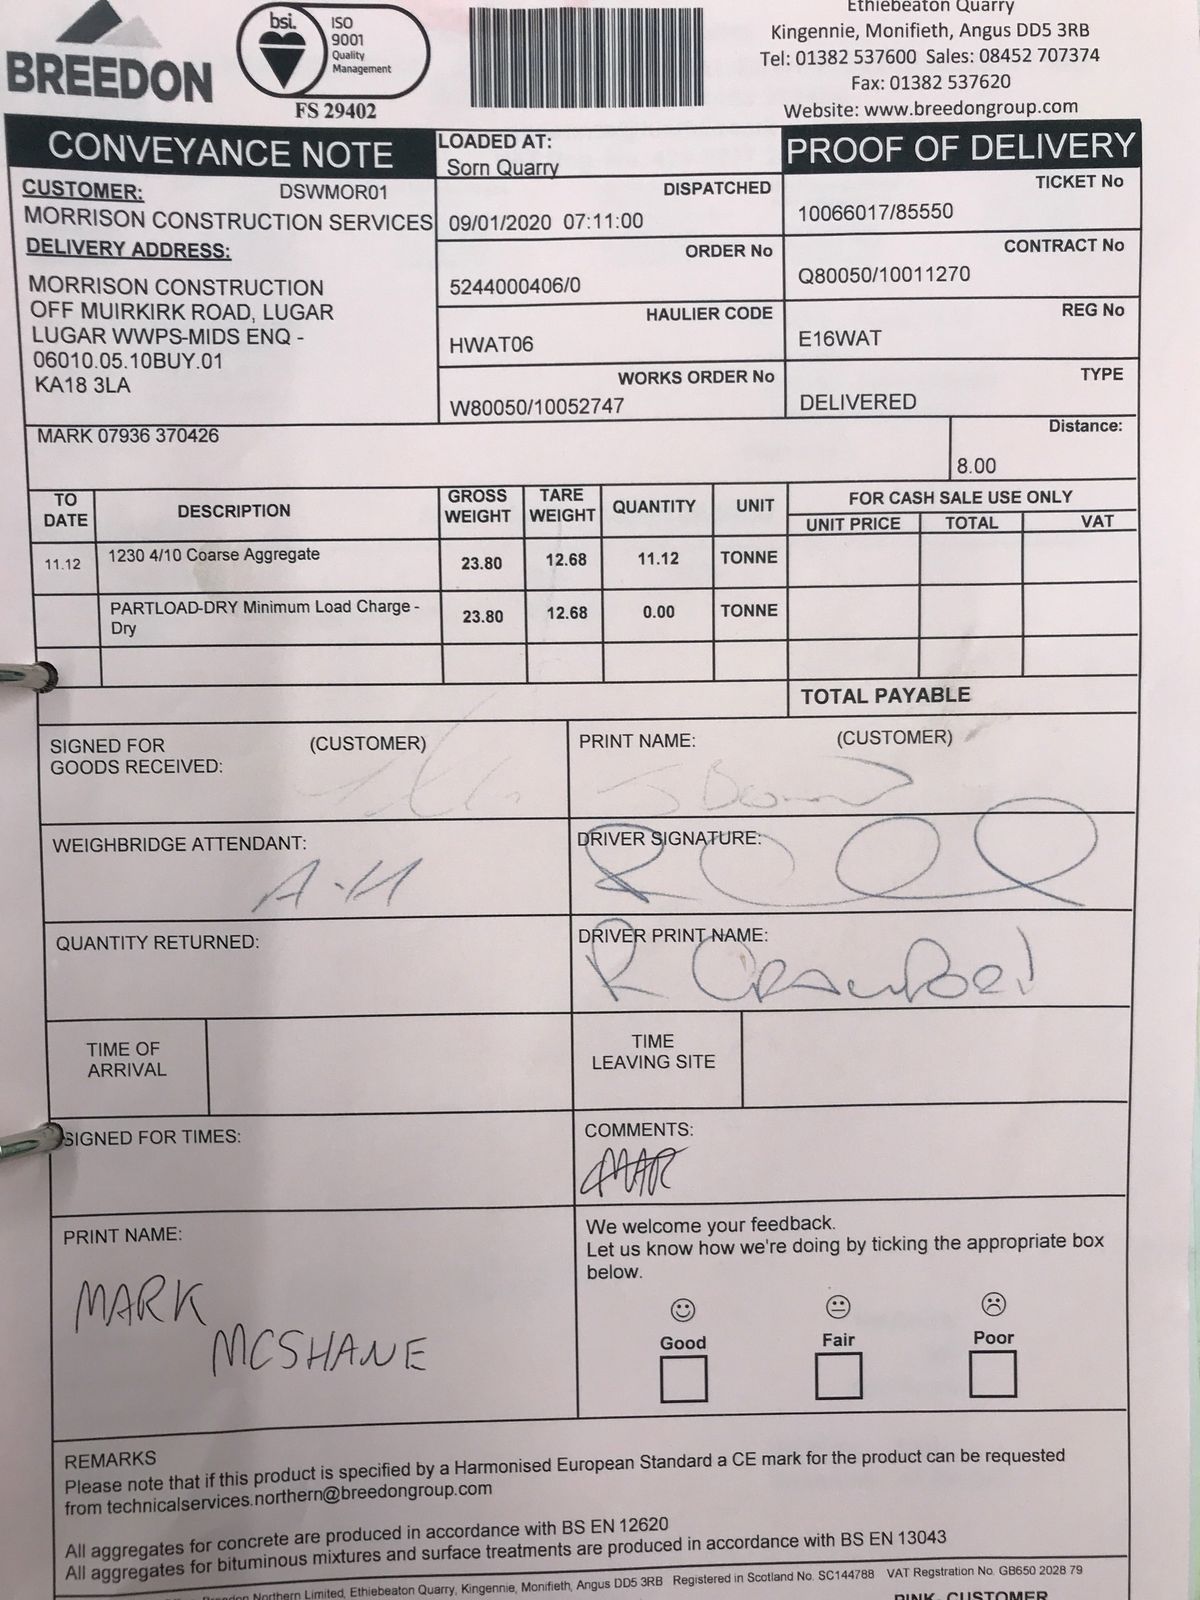 BREEDON
bsi.
ISO
9001
Quality
Management
FS 29402
Ethiebeaton Quarry
Kingennie, Monifieth, Angus DD5 3RB
Tel: 01382 537600 Sales: 08452 707374
Fax: 01382 537620
Website: www.breedongroup.com
CONVEYANCE NOTE
LOADED AT:
Sorn Quarry
PROOF OF DELIVERY
CUSTOMER: DSWMOR01
MORRISON CONSTRUCTION SERVICES
DELIVERY ADDRESS:
MORRISON CONSTRUCTION
OFF MUIRKIRK ROAD, LUGAR
LUGAR WWPS-MIDS ENQ -
06010.05.10BUY.01
KA18 3LA
DISPATCHED
09/01/2020 07:11:00
TICKET No
10066017/85550
ORDER No
5244000406/0
CONTRACT No
Q80050/10011270
HAULIER CODE
HWAT06
REG No
E16WAT
WORKS ORDER No
W80050/10052747
TYPE
DELIVERED
MARK 07936 370426
Distance:
8.00
TO DATE
DESCRIPTION
GROSS WEIGHT
TARE WEIGHT
QUANTITY
UNIT
FOR CASH SALE USE ONLY
UNIT PRICE TOTAL VAT
11.12 1230 4/10 Coarse Aggregate 23.80 12.68 11.12 TONNE
PARTLOAD-DRY Minimum Load Charge - 23.80 12.68 0.00 TONNE
Dry
TOTAL PAYABLE
SIGNED FOR (CUSTOMER)
GOODS RECEIVED:
PRINT NAME: (CUSTOMER)
WEIGHBRIDGE ATTENDANT:
A-H
DRIVER SIGNATURE:
QUANTITY RETURNED:
DRIVER PRINT NAME:
R Crawford
TIME OF
ARRIVAL
TIME
LEAVING SITE
SIGNED FOR TIMES:
COMMENTS:
MAR
PRINT NAME:
MARK
MCSHANE
We welcome your feedback.
Let us know how we're doing by ticking the appropriate box
below.
Good Fair Poor
REMARKS
Please note that if this product is specified by a Harmonised European Standard a CE mark for the product can be requested
from technicalservices.northern@breedongroup.com
All aggregates for concrete are produced in accordance with BS EN 12620
All aggregates for bituminous mixtures and surface treatments are produced in accordance with BS EN 13043
Breedon Northern Limited, Ethiebeaton Quarry, Kingennie, Monifieth, Angus DD5 3RB Registered in Scotland No. SC144788 VAT Regstration No. GB650 2028 79
PINK- CUSTOMER